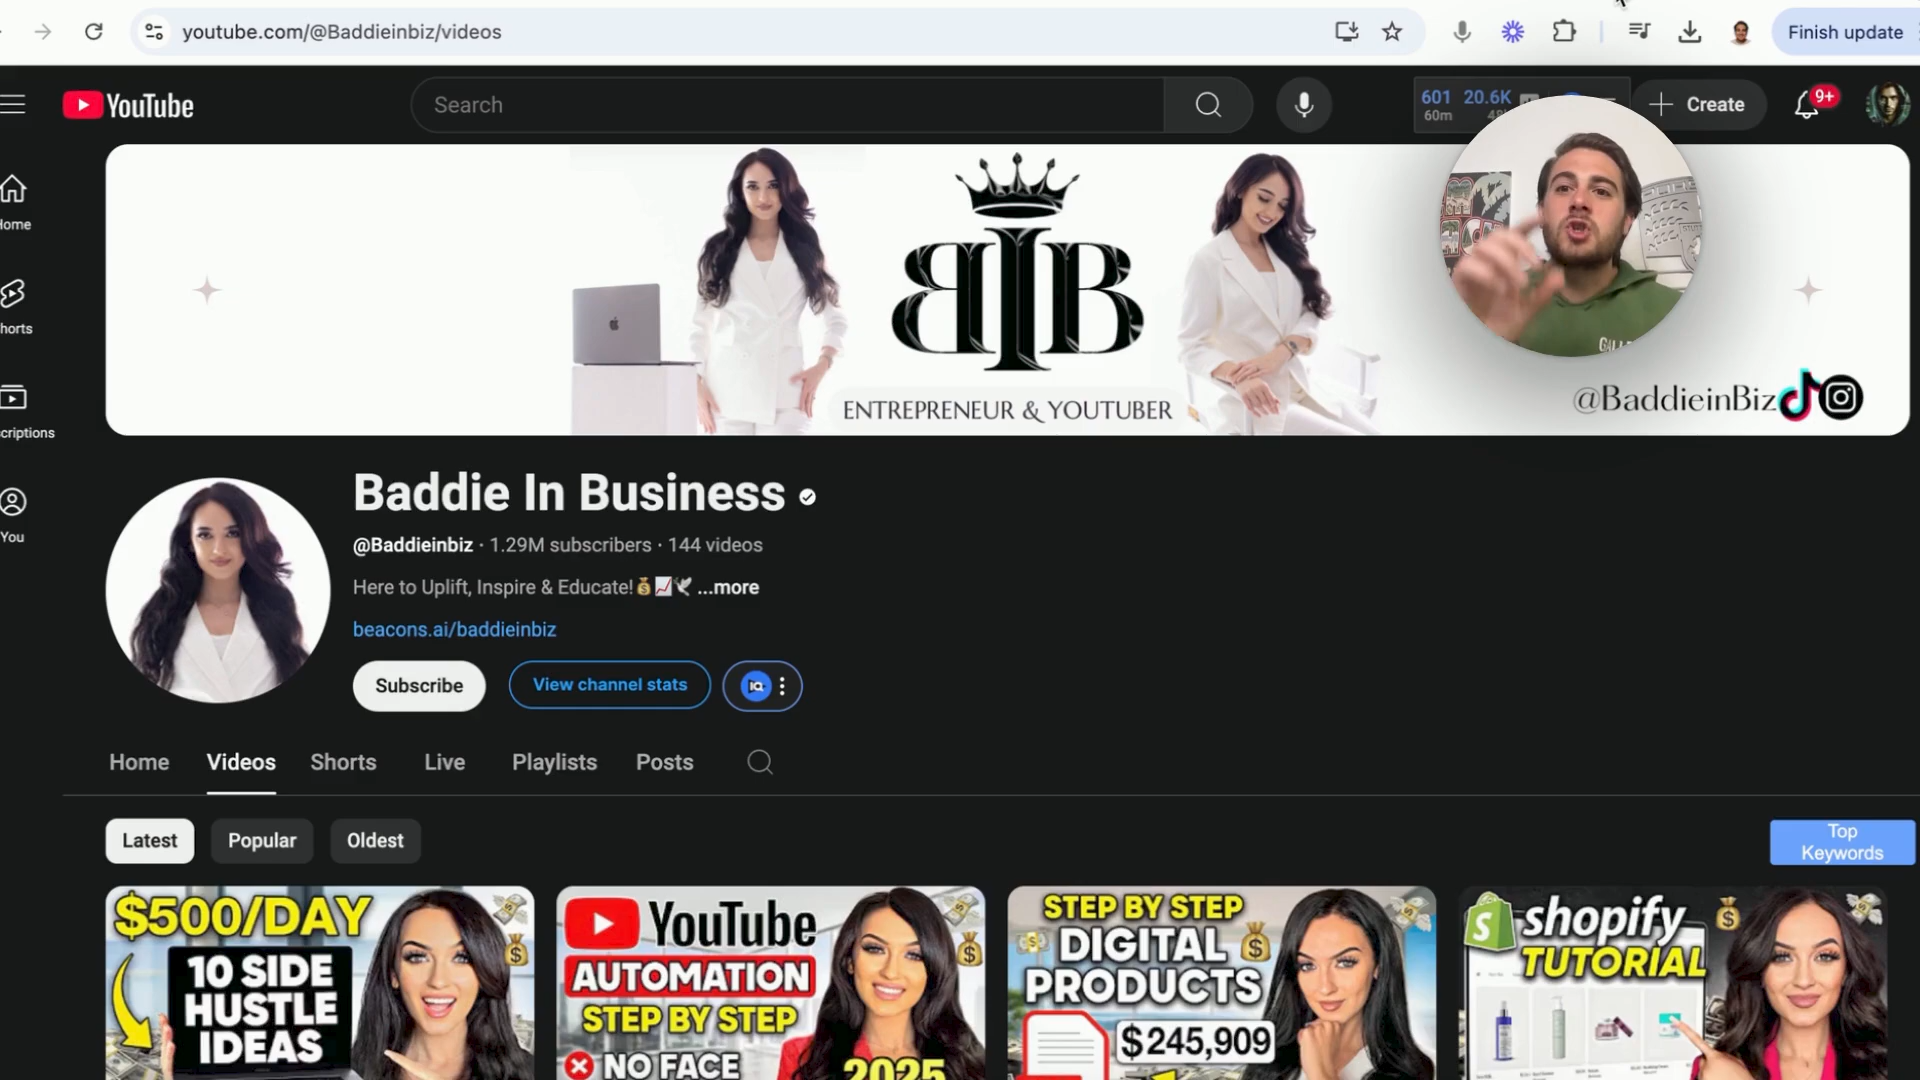 youtube.com/@Baddieinbiz/videos
Finish update
YouTube
Search
601 20.6K
60m
Create
9+
Home
Shorts
Subscriptions
You
BIB
ENTREPRENEUR & YOUTUBER
@BaddieinBiz
Baddie In Business
@Baddieinbiz · 1.29M subscribers · 144 videos
Here to Uplift, Inspire & Educate!💰📈🕊 ...more
beacons.ai/baddieinbiz
Subscribe
View channel stats
IQ
Home Videos Shorts Live Playlists Posts
Latest Popular Oldest
Top
Keywords
$500/DAY
10 SIDE
HUSTLE
IDEAS
YouTube
AUTOMATION
STEP BY STEP
NO FACE
2025
STEP BY STEP
DIGITAL
PRODUCTS
$245,909
shopify
TUTORIAL